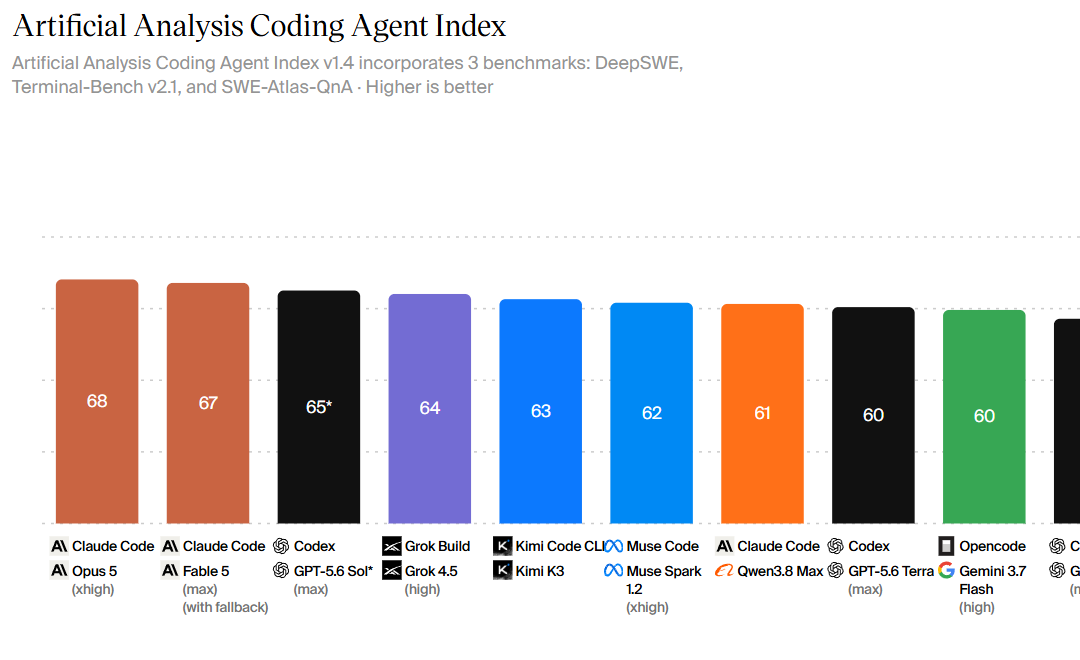 Artificial Analysis Coding Agent Index
Artificial Analysis Coding Agent Index v1.4 incorporates 3 benchmarks: DeepSWE,
Terminal-Bench v2.1, and SWE-Atlas-QnA · Higher is better
68
67
65*
64
63
62
61
60
60
Claude Code
Opus 5
(xhigh)
Claude Code
Fable 5
(max)
(with fallback)
Codex
GPT-5.6 Sol*
(max)
Grok Build
Grok 4.5
(high)
Kimi Code CLI
Kimi K3
Muse Code
Muse Spark
1.2
(xhigh)
Claude Code
Qwen3.8 Max
Codex
GPT-5.6 Terra
(max)
Opencode
Gemini 3.7
Flash
(high)